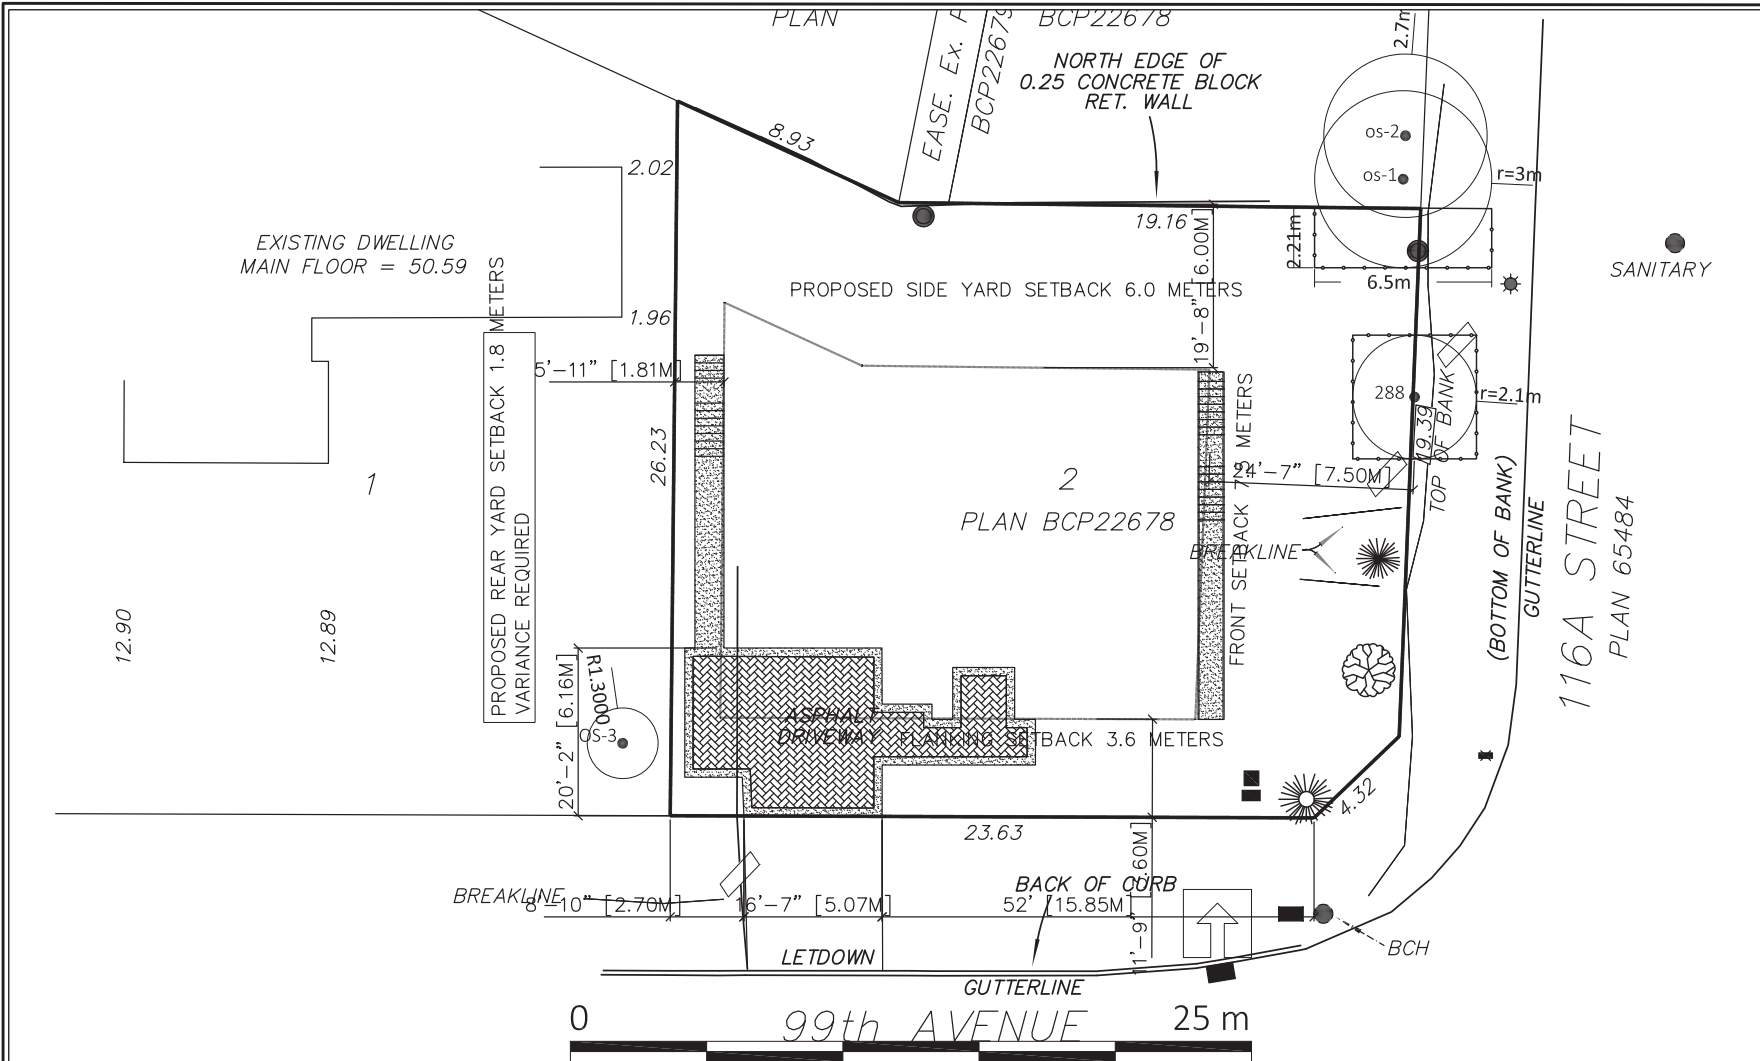 PLAN
BCP22678
EASE. Ex. P
BCP22679
NORTH EDGE OF
0.25 CONCRETE BLOCK
RET. WALL
2.7m
os-2
os-1
r=3m
8.93
2.02
19.16
19'-8" [6.00M]
2.21m
6.5m
SANITARY
EXISTING DWELLING
MAIN FLOOR = 50.59
PROPOSED SIDE YARD SETBACK 6.0 METERS
1.96
5'-11" [1.81M]
PROPOSED REAR YARD SETBACK 1.8 METERS
VARIANCE REQUIRED
26.23
288
r=2.1m
19.39
TOP OF BANK
24'-7" [7.50M]
FRONT SETBACK 7.5 METERS
1
2
PLAN BCP22678
BREAKLINE
(BOTTOM OF BANK)
GUTTERLINE
116A STREET
PLAN 65484
12.90
12.89
R1.3000
OS-3
20'-2" [6.16M]
ASPHALT
DRIVEWAY
FLANKING SETBACK 3.6 METERS
4.32
23.63
11'-9" [3.60M]
BREAKLINE
8'-10" [2.70M]
16'-7" [5.07M]
52' [15.85M]
BACK OF CURB
BCH
LETDOWN
GUTTERLINE
99th AVENUE
0
25 m